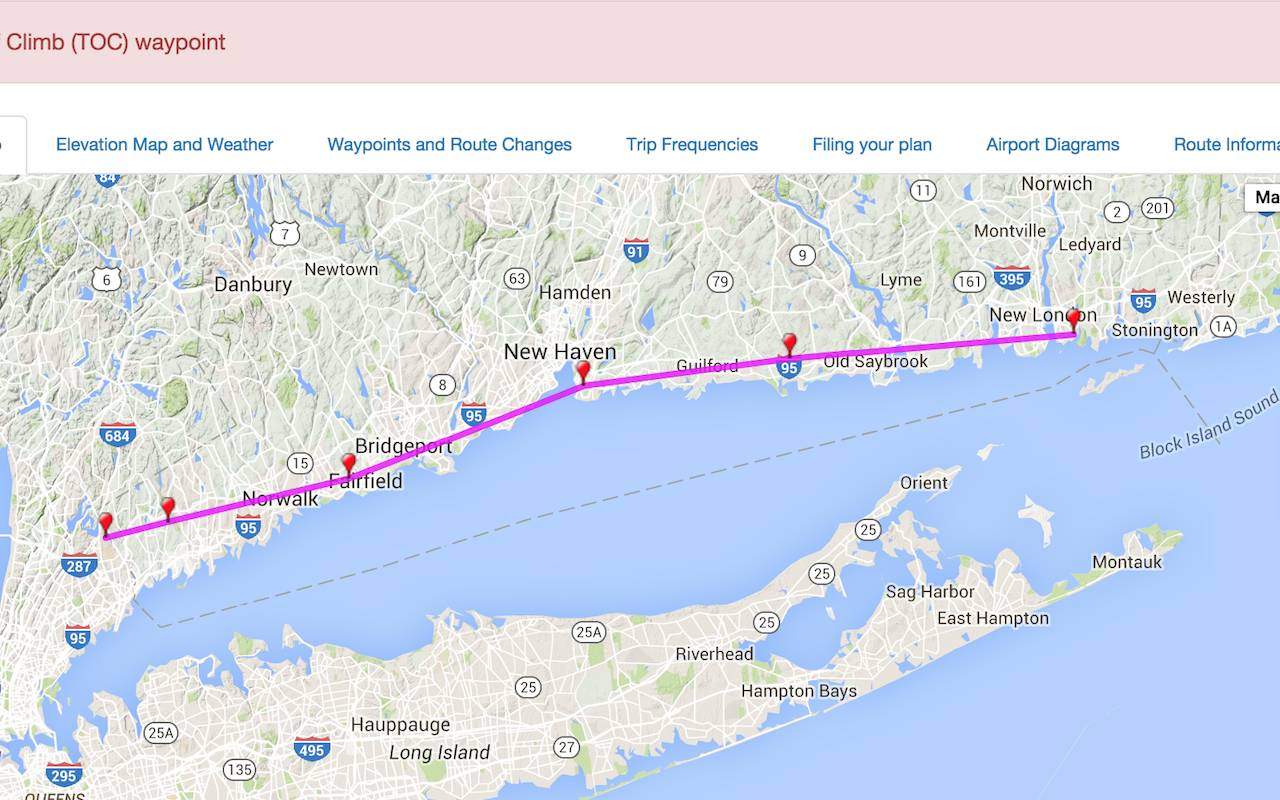 Climb (TOC) waypoint
Elevation Map and Weather
Waypoints and Route Changes
Trip Frequencies
Filing your plan
Airport Diagrams
Route Informa
84
11
Norwich
Ma
2
201
7
Montville
Ledyard
91
9
6
Newtown
Danbury
63
79
Lyme
161
395
Hamden
95
Westerly
New London
Stonington
1A
New Haven
Guilford
95
Old Saybrook
8
95
684
Block Island Sound
15
Bridgeport
Fairfield
Norwalk
95
Orient
25
287
Montauk
25
Sag Harbor
East Hampton
95
25A
25
Riverhead
25
Hampton Bays
25A
Hauppauge
Long Island
495
27
135
295
QUEENS